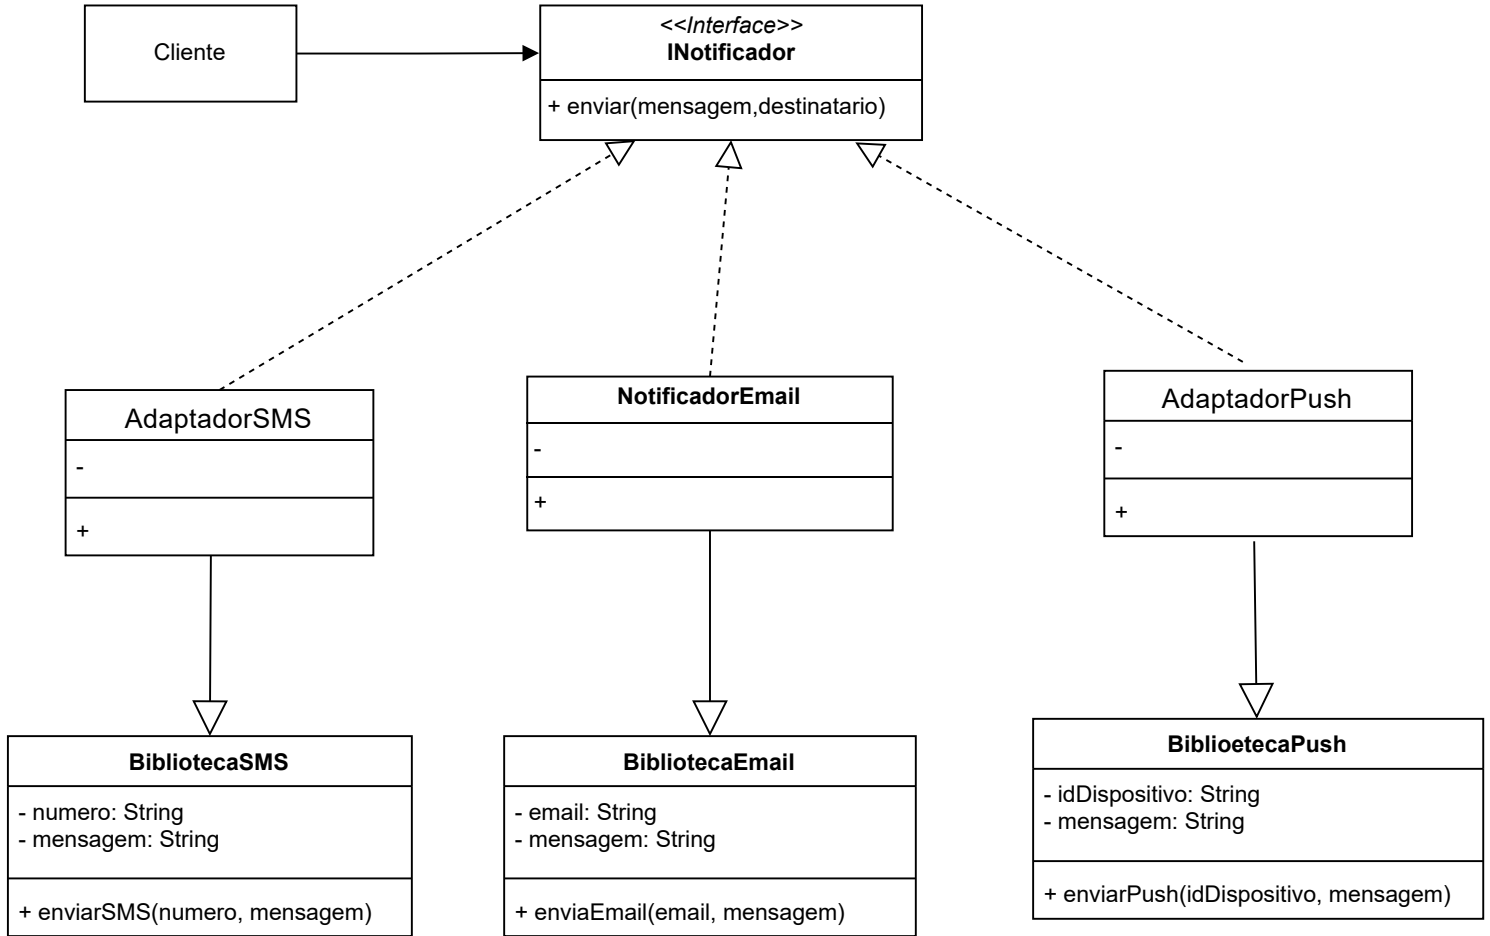 Cliente
<<Interface>>
INotificador
+ enviar(mensagem,destinatario)
AdaptadorSMS
-
+
NotificadorEmail
-
+
AdaptadorPush
-
+
BibliotecaSMS
- numero: String
- mensagem: String
+ enviarSMS(numero, mensagem)
BibliotecaEmail
- email: String
- mensagem: String
+ enviaEmail(email, mensagem)
BiblioetecaPush
- idDispositivo: String
- mensagem: String
+ enviarPush(idDispositivo, mensagem)